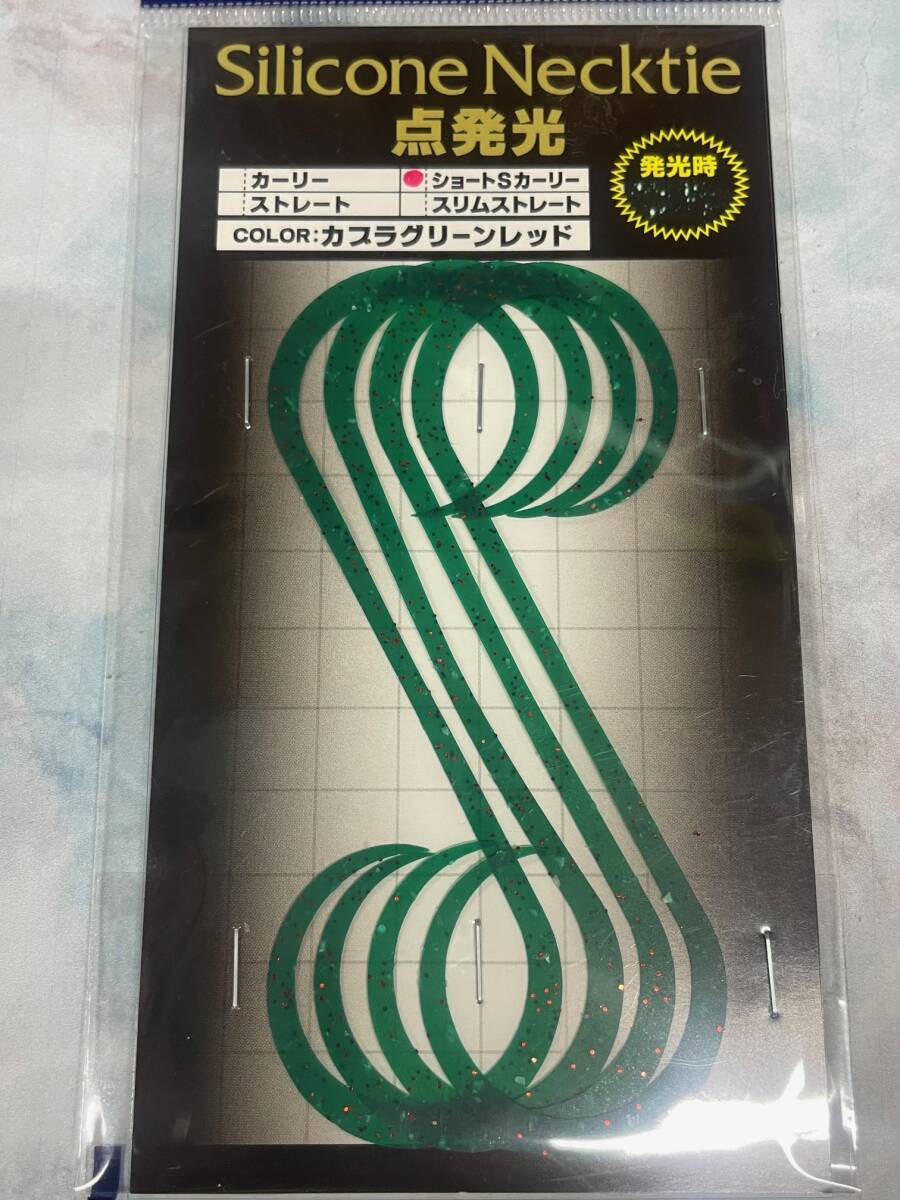 Silicone Necktie
点発光
発光時
カーリー
ショートSカーリー
ストレート
スリムストレート
COLOR:カブラグリーンレッド